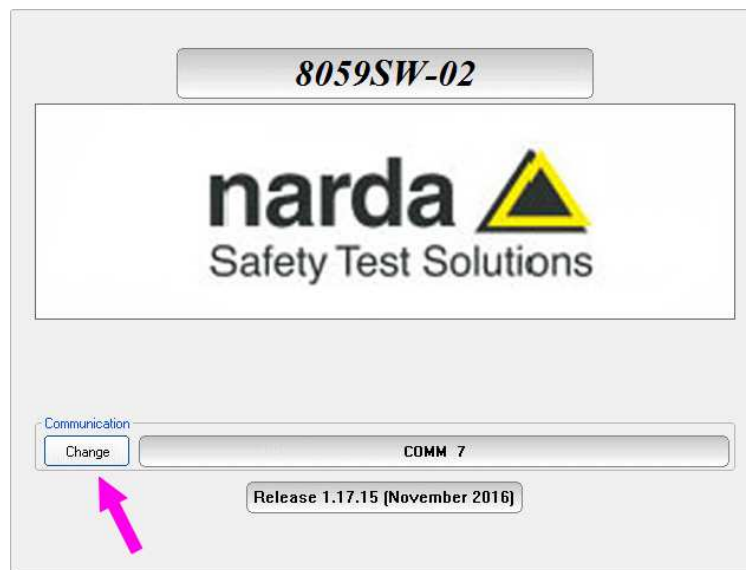 8059SW-02
narda
Safety Test Solutions
Communication
Change
COMM 7
Release 1.17.15 (November 2016)